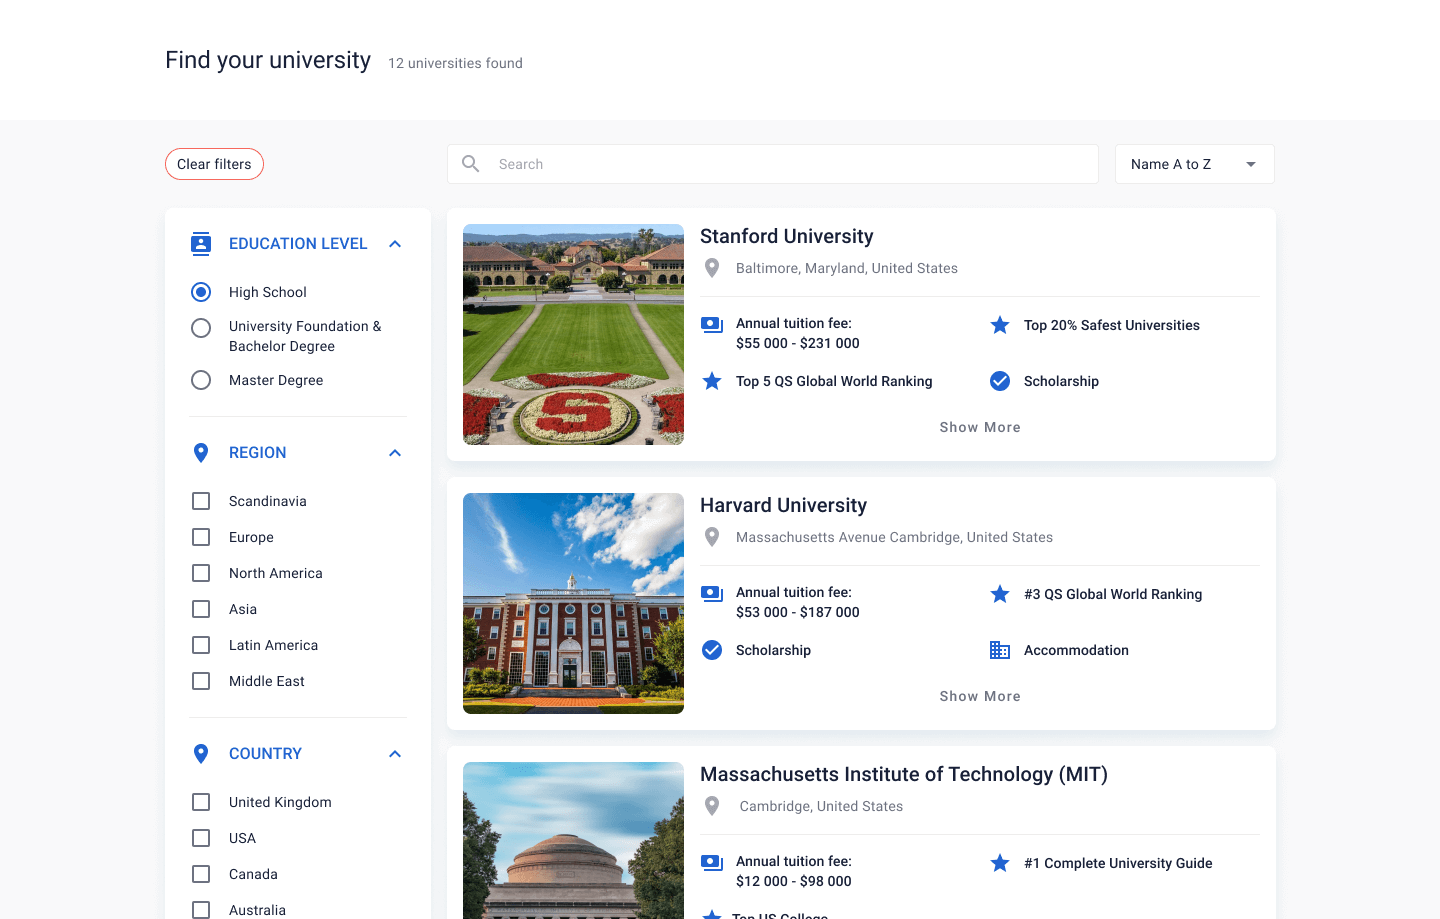 Find your university
12 universities found
Clear filters
Search
Name A to Z
EDUCATION LEVEL
High School
University Foundation &
Bachelor Degree
Master Degree
REGION
Scandinavia
Europe
North America
Asia
Latin America
Middle East
COUNTRY
United Kingdom
USA
Canada
Australia
Stanford University
Baltimore, Maryland, United States
Annual tuition fee:
$55 000 - $231 000
Top 20% Safest Universities
Top 5 QS Global World Ranking
Scholarship
Show More
S
Harvard University
Massachusetts Avenue Cambridge, United States
Annual tuition fee:
$53 000 - $187 000
#3 QS Global World Ranking
Scholarship
Accommodation
Show More
Massachusetts Institute of Technology (MIT)
Cambridge, United States
Annual tuition fee:
$12 000 - $98 000
#1 Complete University Guide
Top US College